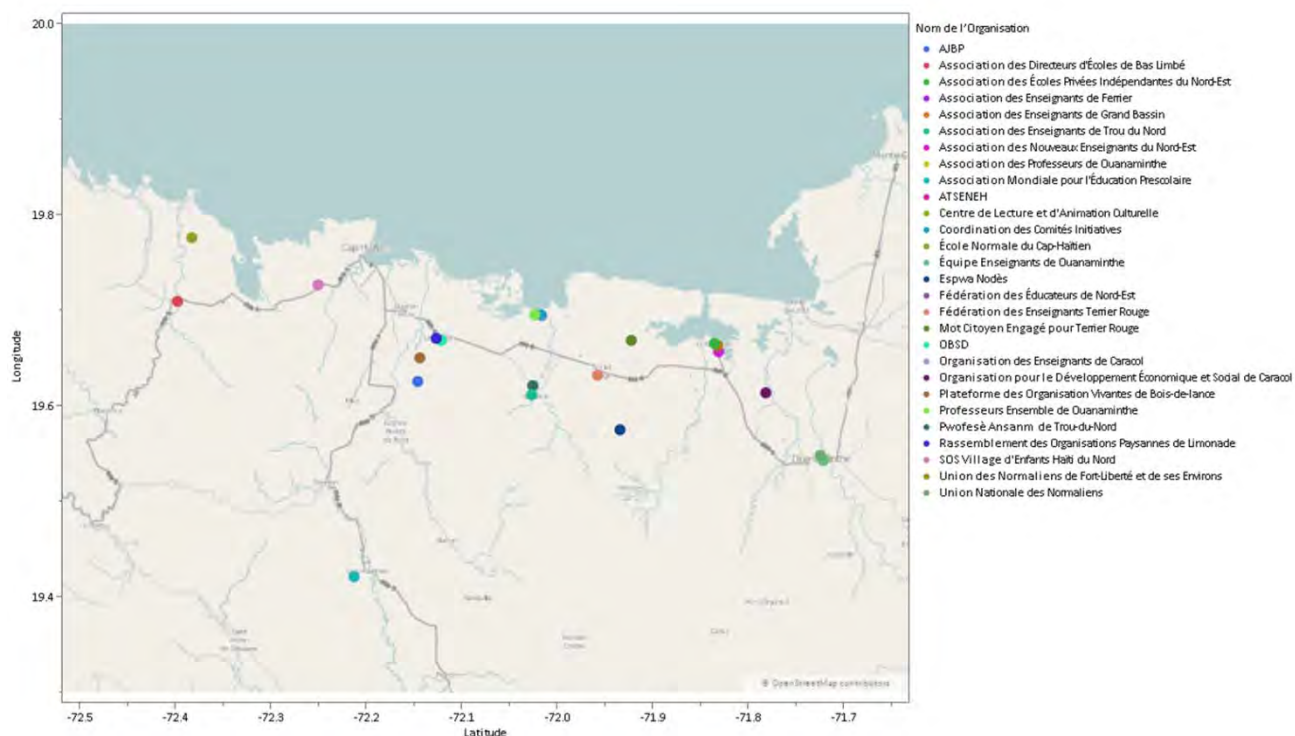 20.0
19.8
19.6
19.4
Longitude
-72.5
-72.4
-72.3
-72.2
-72.1
-72.0
-71.9
-71.8
-71.7
Latitude
© OpenStreetMap contributors
Nom de l'Organisation
AJBP
Association des Directeurs d'Écoles de Bas Limbé
Association des Écoles Privées Indépendantes du Nord-Est
Association des Enseignants de Ferrier
Association des Enseignants de Grand Bassin
Association des Enseignants de Trou du Nord
Association des Nouveaux Enseignants du Nord-Est
Association des Professeurs de Ouanaminthe
Association Mondiale pour l'Éducation Prescolaire
ATSENEH
Centre de Lecture et d'Animation Culturelle
Coordination des Comités Initiatives
École Normale du Cap-Haïtien
Équipe Enseignants de Ouanaminthe
Espwa Nodès
Fédération des Éducateurs de Nord-Est
Fédération des Enseignants Terrier Rouge
Mot Citoyen Engagé pour Terrier Rouge
OBSD
Organisation des Enseignants de Caracol
Organisation pour le Développement Économique et Social de Caracol
Plateforme des Organisation Vivantes de Bois-de-lance
Professeurs Ensemble de Ouanaminthe
Pwofesè Ansanm de Trou-du-Nord
Rassemblement des Organisations Paysannes de Limonade
SOS Village d'Enfants Haïti du Nord
Union des Normaliens de Fort-Liberté et de ses Environs
Union Nationale des Normaliens